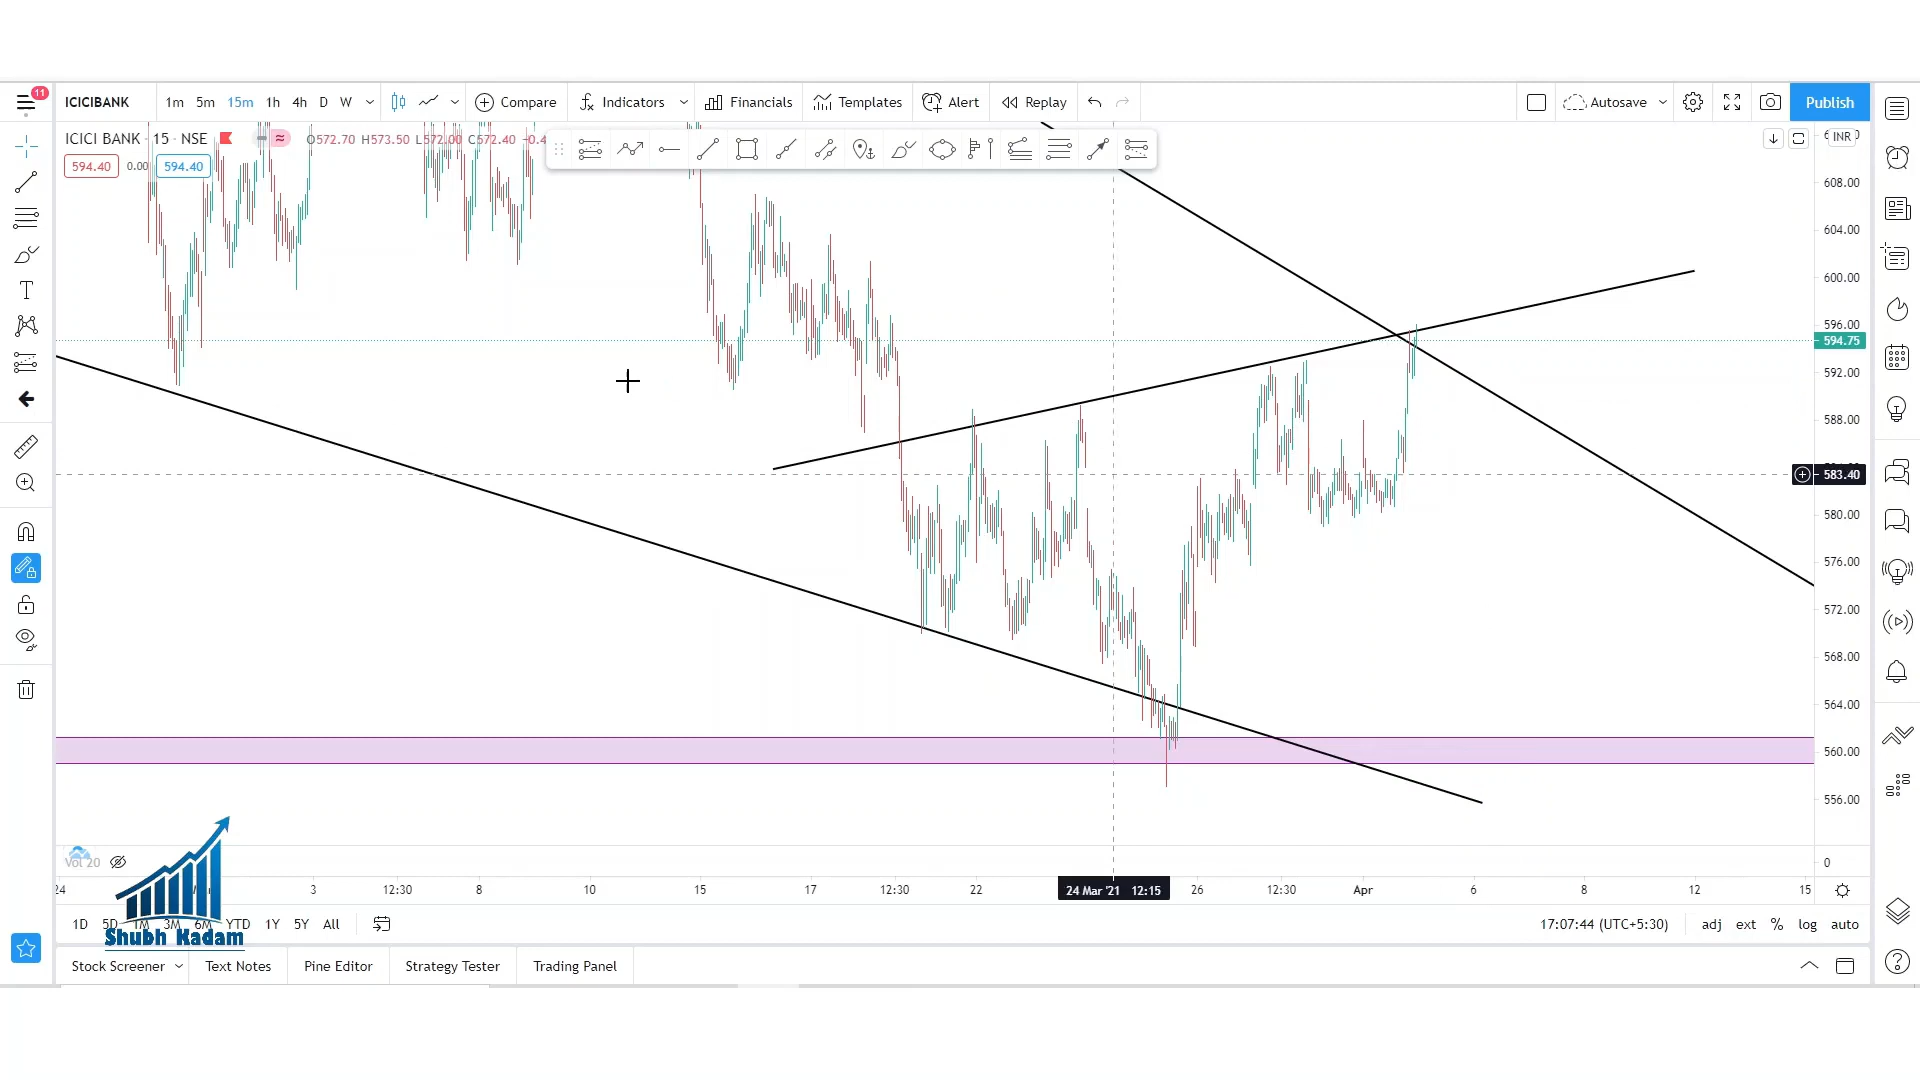 11
ICICIBANK 1m 5m 15m 1h 4h D W Compare Indicators Financials Templates Alert Replay Autosave Publish
ICICI BANK · 15 · NSE O572.70 H573.50 L572.00 C572.40 INR
594.40 0.00 594.40
608.00
604.00
600.00
596.00
594.75
592.00
588.00
583.40
580.00
576.00
572.00
568.00
564.00
560.00
556.00
Vol 20 0
24 3 12:30 8 10 15 17 12:30 22 24 Mar '21 12:15 26 12:30 Apr 6 8 12 15
1D 5D 1M 3M 6M YTD 1Y 5Y All 17:07:44 (UTC+5:30) adj ext % log auto
Shubh Kadam
Stock Screener Text Notes Pine Editor Strategy Tester Trading Panel